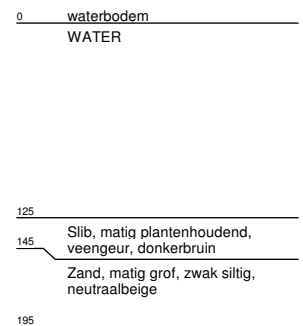 0 waterbodem
WATER
125
Slib, matig plantenhoudend,
145 veengeur, donkerbruin
Zand, matig grof, zwak siltig,
neutraalbeige
195